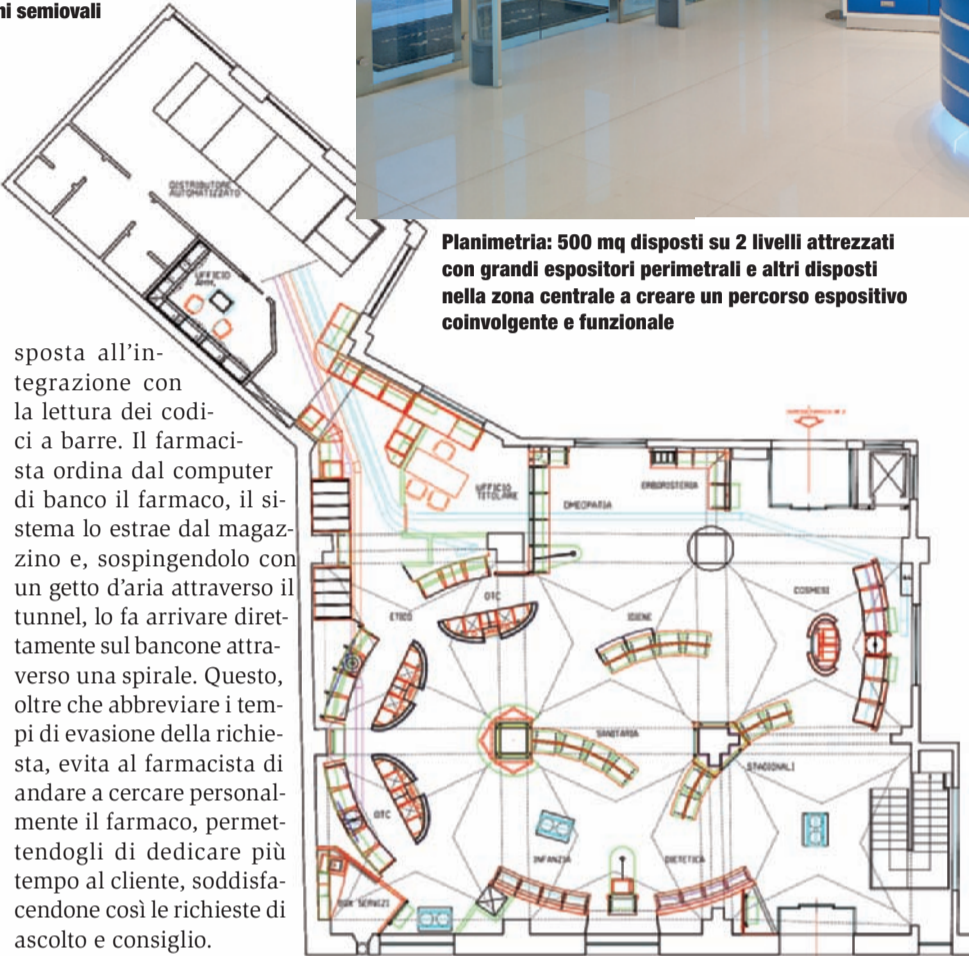 ni semiovali
Planimetria: 500 mq disposti su 2 livelli attrezzati
con grandi espositori perimetrali e altri disposti
nella zona centrale a creare un percorso espositivo
coinvolgente e funzionale
sposta all'in-
tegrazione con
la lettura dei codi-
ci a barre. Il farmaci-
sta ordina dal computer
di banco il farmaco, il si-
stema lo estrae dal magaz-
zino e, sospingendolo con
un getto d'aria attraverso il
tunnel, lo fa arrivare diret-
tamente sul bancone attra-
verso una spirale. Questo,
oltre che abbreviare i tem-
pi di evasione della richie-
sta, evita al farmacista di
andare a cercare personal-
mente il farmaco, permet-
tendogli di dedicare più
tempo al cliente, soddisfa-
cendone così le richieste di
ascolto e consiglio.
DISTRIBUTORE
AUTOMATIZZATO
UFFICIO
AMM.
UFFICIO
TITOLARE
OMEOPATIA
ERBORISTERIA
ETICO
OTC
IGIENE
COSMESI
SANITARIA
STAGIONALI
OTC
INFANZIA
DIETETICA
BOX SERVIZI